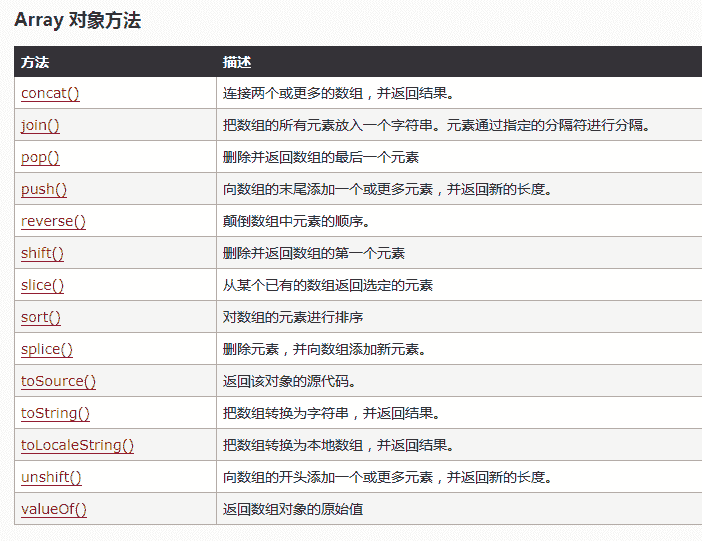 Array 对象方法
方法 描述
concat() 连接两个或更多的数组，并返回结果。
join() 把数组的所有元素放入一个字符串。元素通过指定的分隔符进行分隔。
pop() 删除并返回数组的最后一个元素
push() 向数组的末尾添加一个或更多元素，并返回新的长度。
reverse() 颠倒数组中元素的顺序。
shift() 删除并返回数组的第一个元素
slice() 从某个已有的数组返回选定的元素
sort() 对数组的元素进行排序
splice() 删除元素，并向数组添加新元素。
toSource() 返回该对象的源代码。
toString() 把数组转换为字符串，并返回结果。
toLocaleString() 把数组转换为本地数组，并返回结果。
unshift() 向数组的开头添加一个或更多元素，并返回新的长度。
valueOf() 返回数组对象的原始值